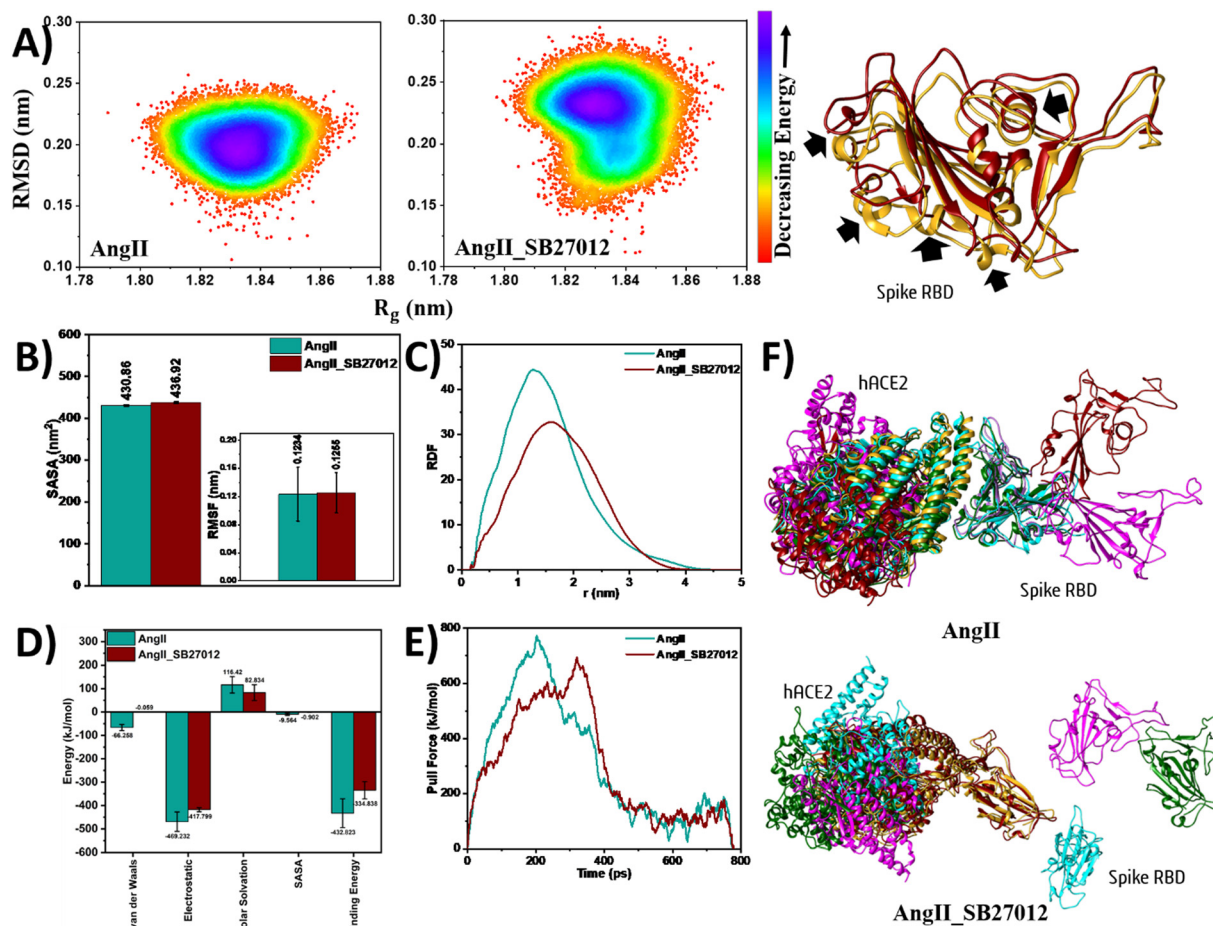 A)
0.30
0.25
0.20
0.15
0.10
RMSD (nm)
AngII
1.78 1.80 1.82 1.84 1.86 1.88
0.30
0.25
0.20
0.15
0.10
AngII_SB27012
1.78 1.80 1.82 1.84 1.86 1.88
Rg (nm)
Decreasing Energy
Spike RBD
B)
600
500
400
300
200
100
0
SASA (nm²)
430.86
436.92
AngII
AngII_SB27012
0.20
0.16
0.12
0.08
0.04
0.00
RMSF (nm)
0.1234
0.1255
C)
50
40
30
20
10
0
RDF
AngII
AngII_SB27012
0 1 2 3 4 5
r (nm)
D)
300
200
100
0
-100
-200
-300
-400
-500
-600
Energy (kJ/mol)
AngII
AngII_SB27012
-66.258
-0.059
-469.232
-417.799
116.42
82.834
-9.564
-0.902
-432.623
-334.838
van der Waals
Electrostatic
olar Solvation
SASA
nding Energy
E)
800
600
400
200
0
Pull Force (kJ/mol)
AngII
AngII_SB27012
0 200 400 600 800
Time (ps)
F)
hACE2
Spike RBD
AngII
hACE2
Spike RBD
AngII_SB27012